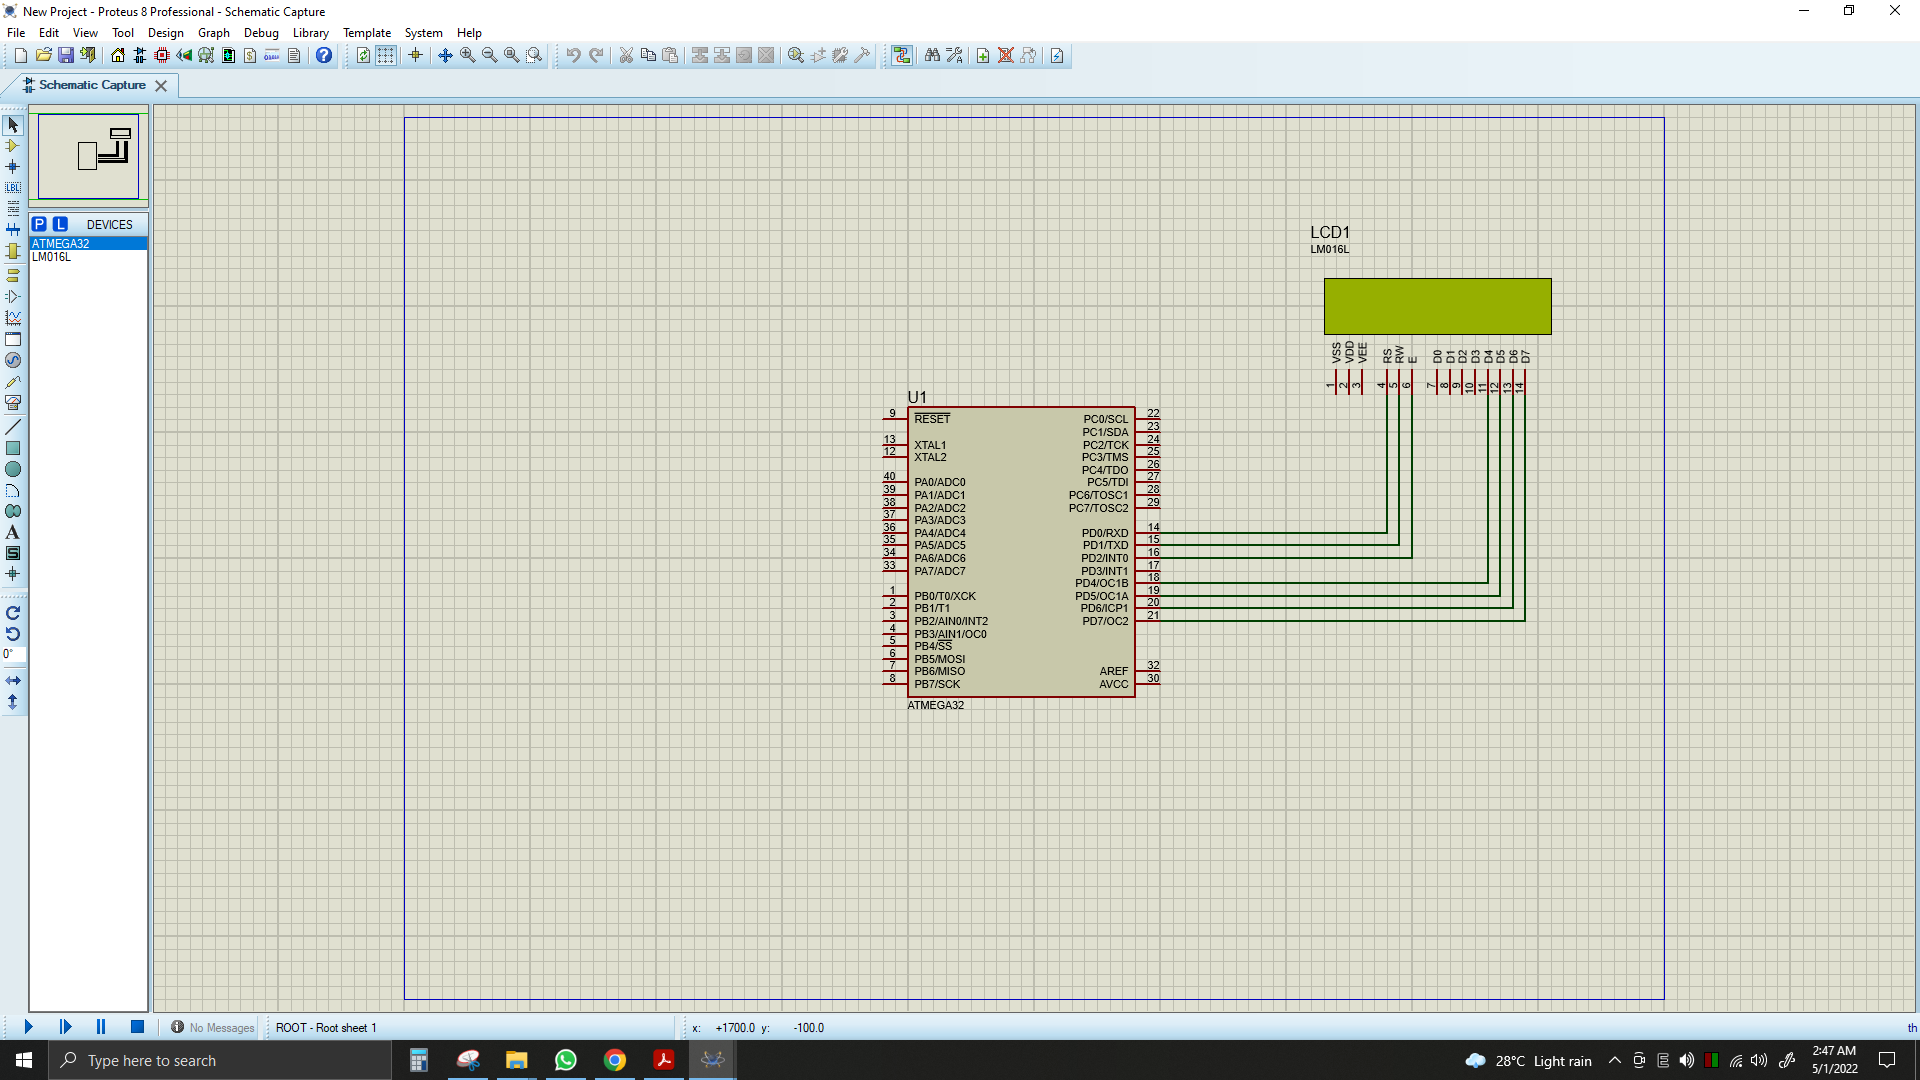 New Project - Proteus 8 Professional - Schematic Capture
File Edit View Tool Design Graph Debug Library Template System Help
Schematic Capture
LBL
P L DEVICES
ATMEGA32
LM016L
A
S
0°
LCD1
LM016L
VSS VDD VEE RS RW E D0 D1 D2 D3 D4 D5 D6 D7
1 2 3 4 5 6 7 8 9 10 11 12 13 14
U1
9 RESET PC0/SCL 22
PC1/SDA 23
13 XTAL1 PC2/TCK 24
12 XTAL2 PC3/TMS 25
PC4/TDO 26
40 PA0/ADC0 PC5/TDI 27
39 PA1/ADC1 PC6/TOSC1 28
38 PA2/ADC2 PC7/TOSC2 29
37 PA3/ADC3
36 PA4/ADC4 PD0/RXD 14
35 PA5/ADC5 PD1/TXD 15
34 PA6/ADC6 PD2/INT0 16
33 PA7/ADC7 PD3/INT1 17
PD4/OC1B 18
1 PB0/T0/XCK PD5/OC1A 19
2 PB1/T1 PD6/ICP1 20
3 PB2/AIN0/INT2 PD7/OC2 21
4 PB3/AIN1/OC0
5 PB4/SS
6 PB5/MOSI
7 PB6/MISO AREF 32
8 PB7/SCK AVCC 30
ATMEGA32
No Messages ROOT - Root sheet 1 x: +1700.0 y: -100.0 th
Type here to search
28°C Light rain
2:47 AM
5/1/2022